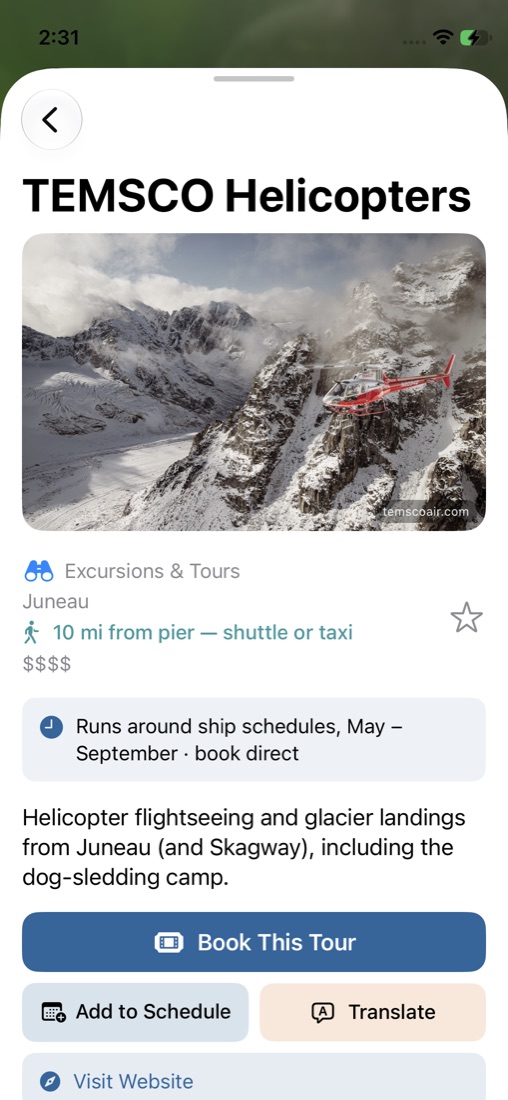 2:31
TEMSCO Helicopters
temscoair.com
Excursions & Tours
Juneau
10 mi from pier — shuttle or taxi
$$$$
Runs around ship schedules, May –
September · book direct
Helicopter flightseeing and glacier landings
from Juneau (and Skagway), including the
dog-sledding camp.
Book This Tour
Add to Schedule
Translate
Visit Website